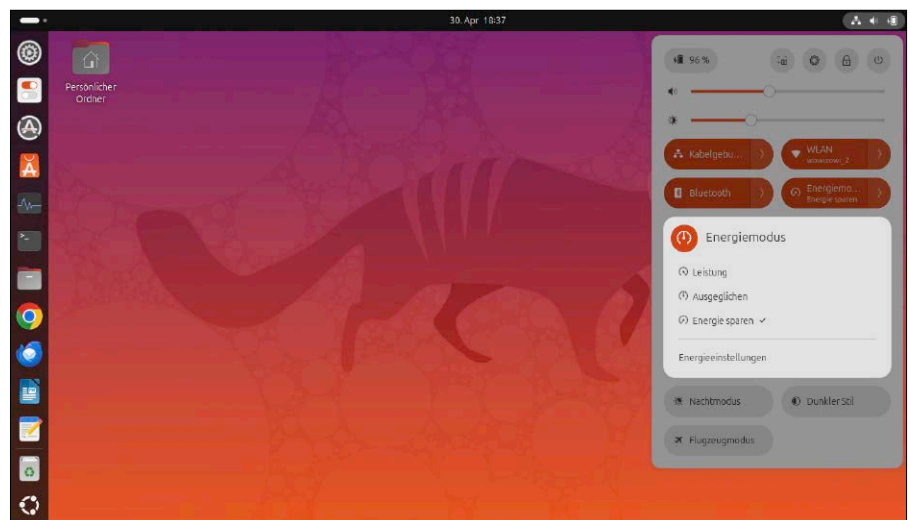 30. Apr 18:37
Persönlicher
Ordner
96 %
Kabelgebu...
WLAN
Bluetooth
Energiemo...
Energie sparen
Energiemodus
Leistung
Ausgeglichen
Energie sparen
Energieeinstellungen
Nachtmodus
Dunkler Stil
Flugzeugmodus